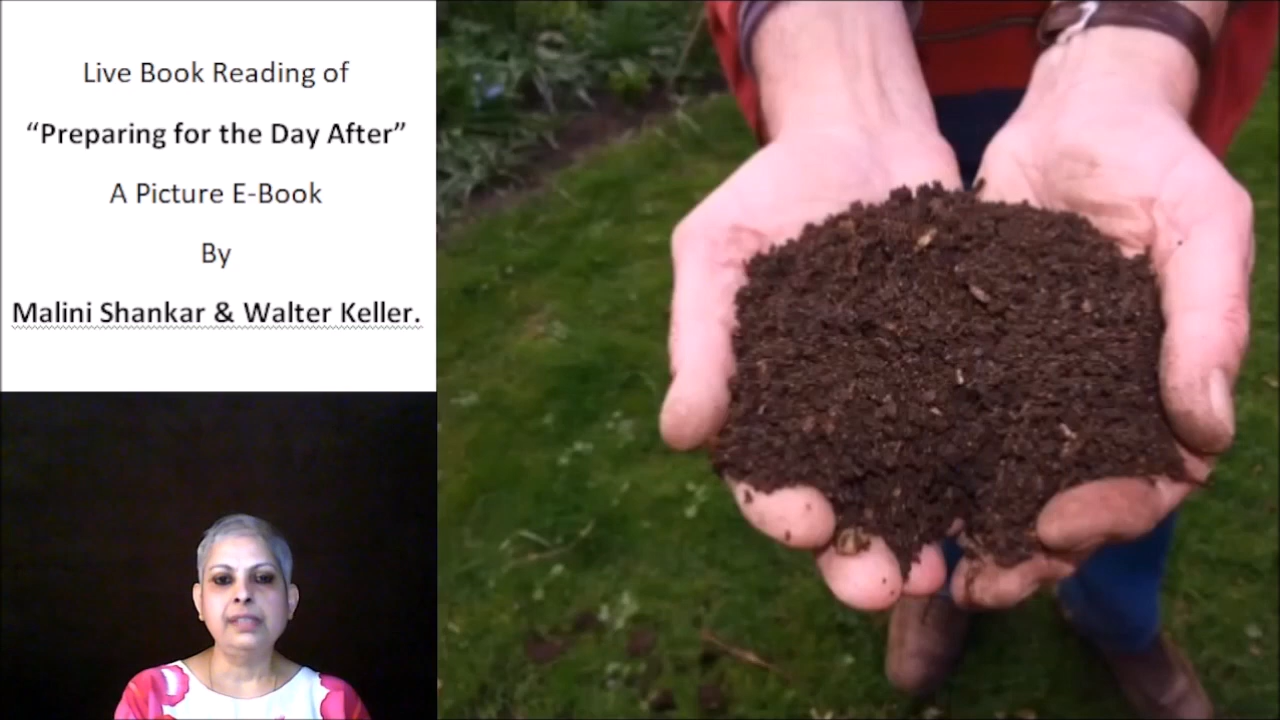 Live Book Reading of
“Preparing for the Day After”
A Picture E-Book
By
Malini Shankar & Walter Keller.